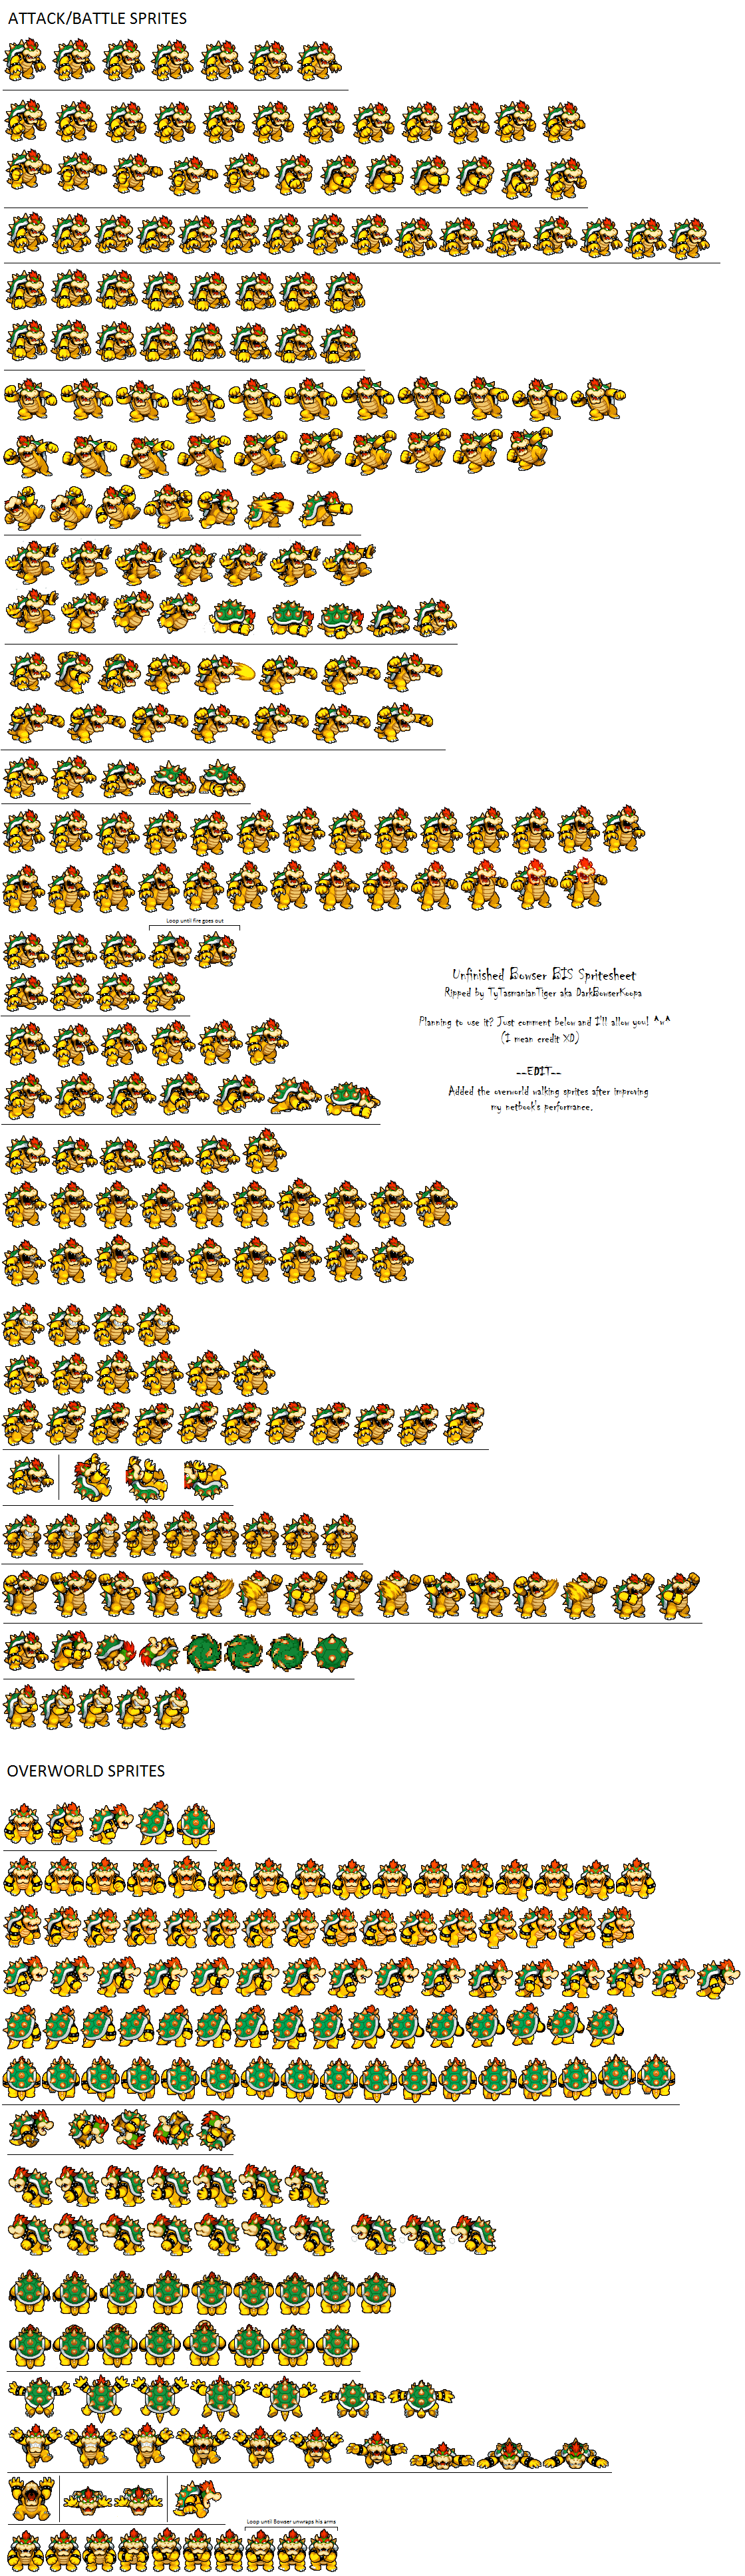 ATTACK/BATTLE SPRITES
Loop until fire goes out
Unfinished Bowser BIS Spritesheet
Ripped by TyTasmanianTiger aka DarkBowserKoopa
Planning to use it? Just comment below and I'll allow you! ^w^
(I mean credit XD)
--EDIT--
Added the overworld walking sprites after improving
my netbook's performance.
OVERWORLD SPRITES
Loop until Bowser unwraps his arms